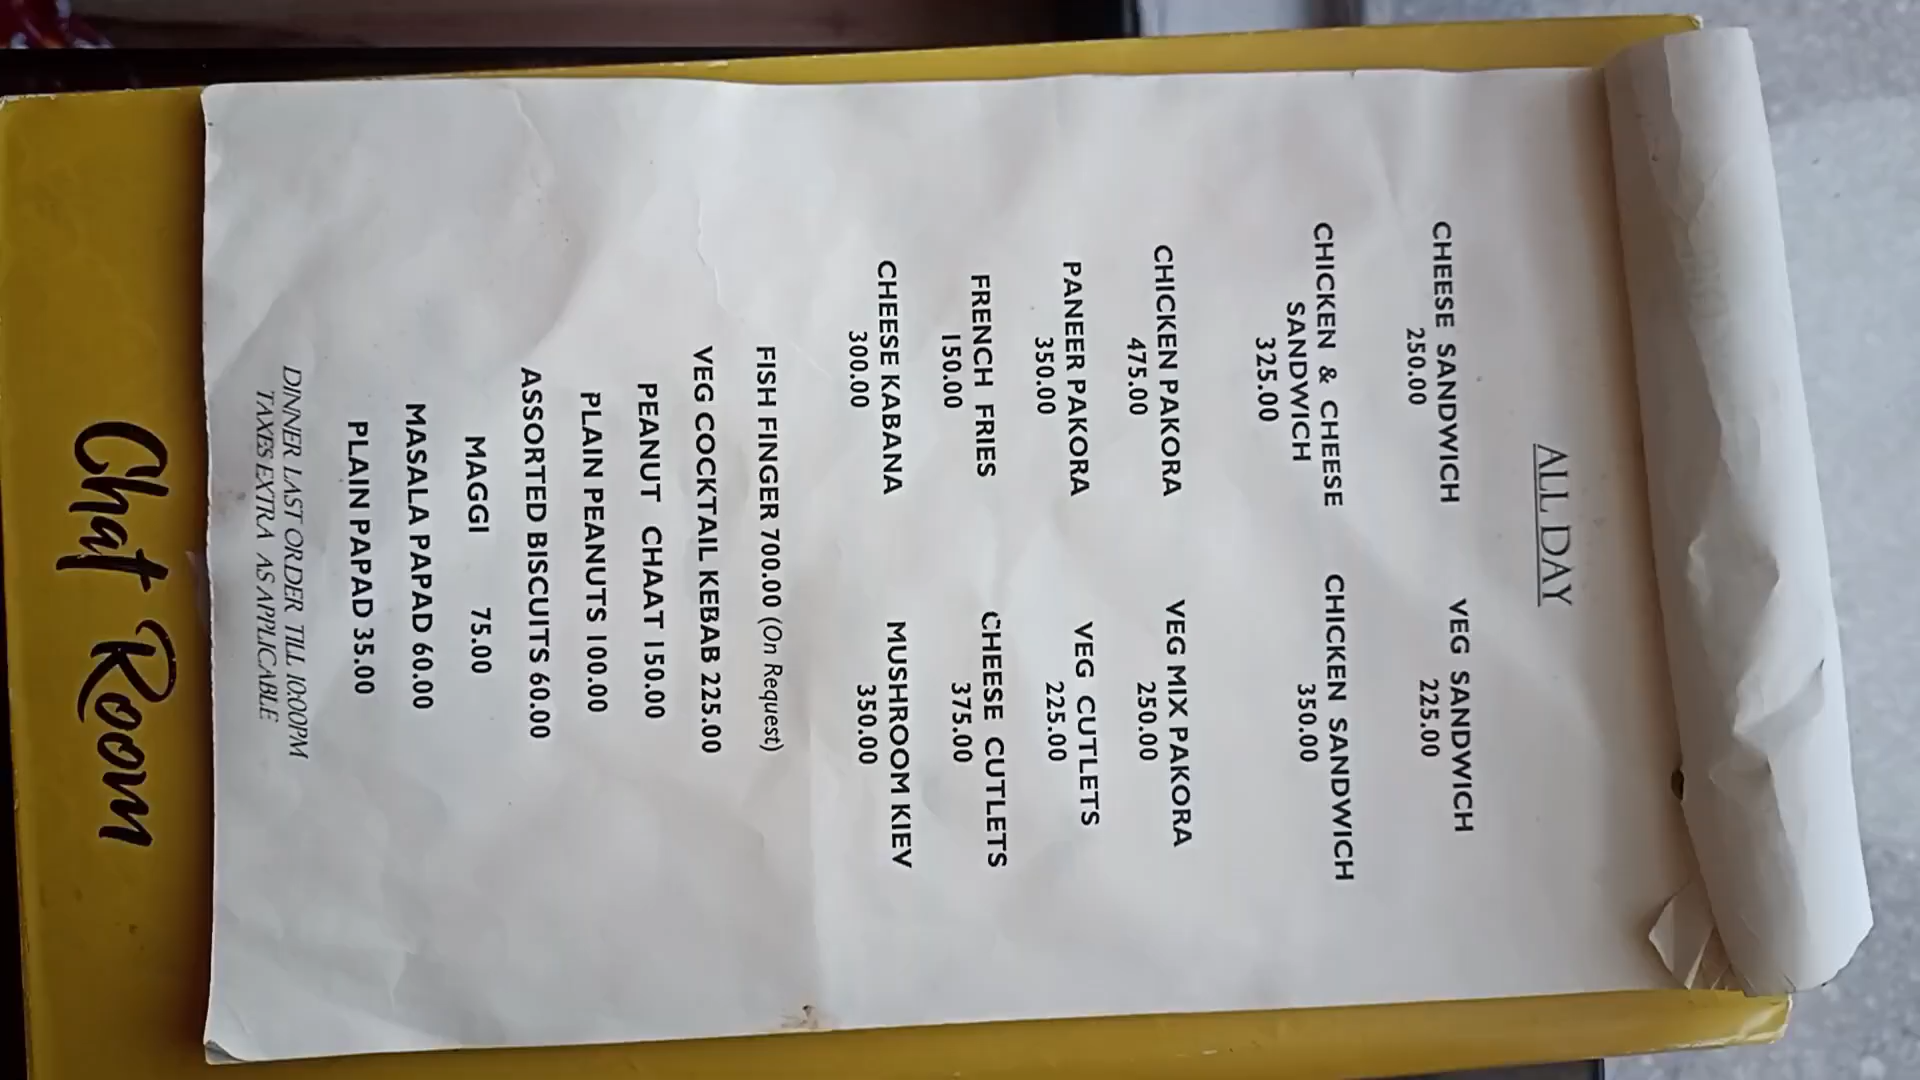 ALL DAY
CHEESE SANDWICH
250.00
VEG SANDWICH
225.00
CHICKEN & CHEESE
SANDWICH
325.00
CHICKEN SANDWICH
350.00
CHICKEN PAKORA
475.00
VEG MIX PAKORA
250.00
PANEER PAKORA
350.00
VEG CUTLETS
225.00
FRENCH FRIES
150.00
CHEESE CUTLETS
375.00
CHEESE KABANA
300.00
MUSHROOM KIEV
350.00
FISH FINGER 700.00 (On Request)
VEG COCKTAIL KEBAB 225.00
PEANUT CHAAT 150.00
PLAIN PEANUTS 100.00
ASSORTED BISCUITS 60.00
MAGGI 75.00
MASALA PAPAD 60.00
PLAIN PAPAD 35.00
DINNER LAST ORDER TILL 10:00PM
TAXES EXTRA AS APPLICABLE
Chat Room